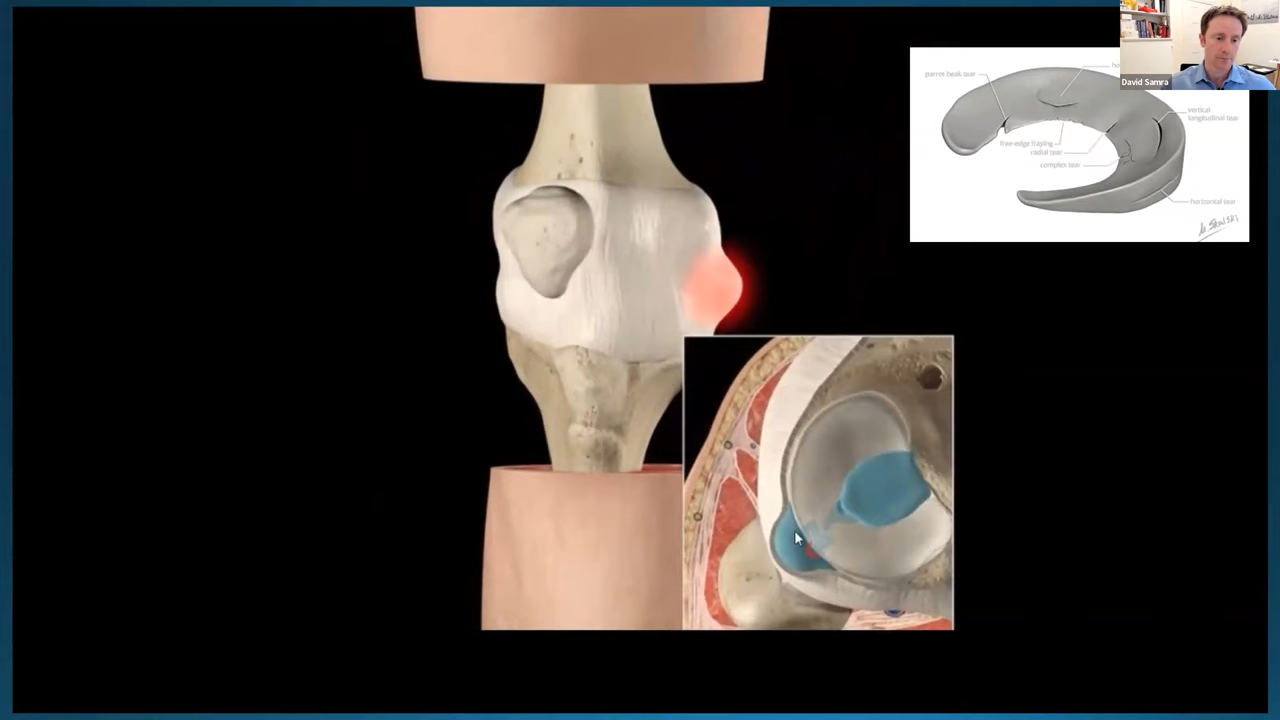 David Samra
parrot beak tear
vertical
longitudinal tear
free-edge fraying
radial tear
complex tear
horizontal tear